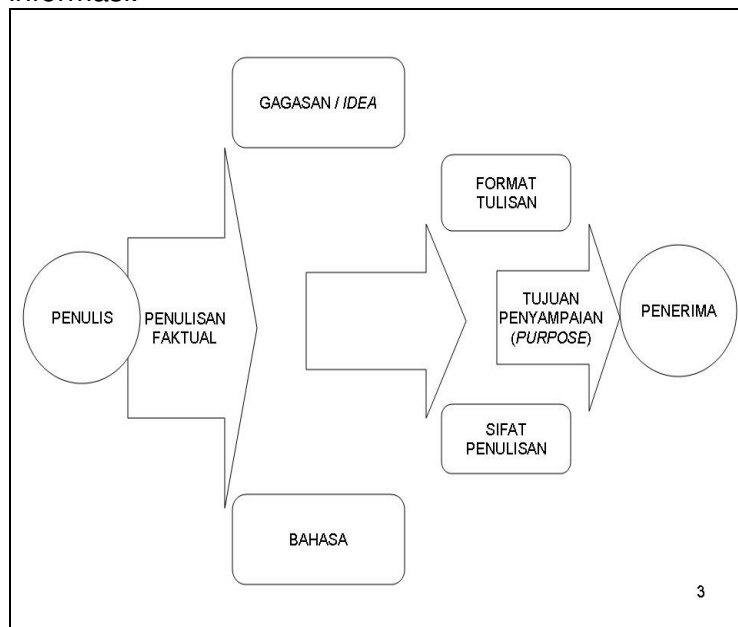 informasi.
GAGASAN / IDEA
FORMAT
TULISAN
PENULIS
PENULISAN
FAKTUAL
TUJUAN
PENYAMPAIAN
(PURPOSE)
PENERIMA
SIFAT
PENULISAN
BAHASA
3